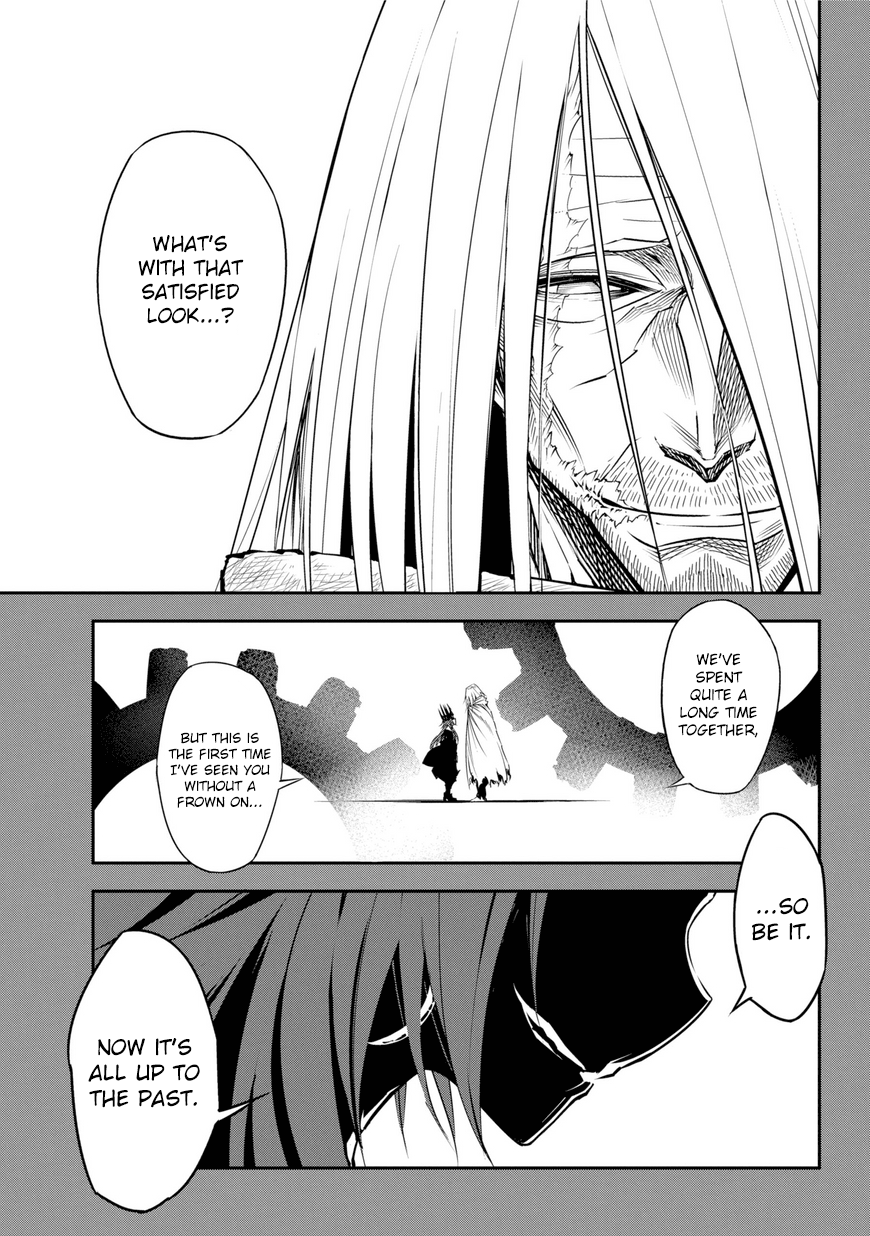 WHAT'S
WITH THAT
SATISFIED
LOOK...?
WE'VE
SPENT
QUITE A
LONG TIME
TOGETHER,
BUT THIS IS
THE FIRST TIME
I'VE SEEN YOU
WITHOUT A
FROWN ON...
...SO
BE IT.
NOW IT'S
ALL UP TO
THE PAST.